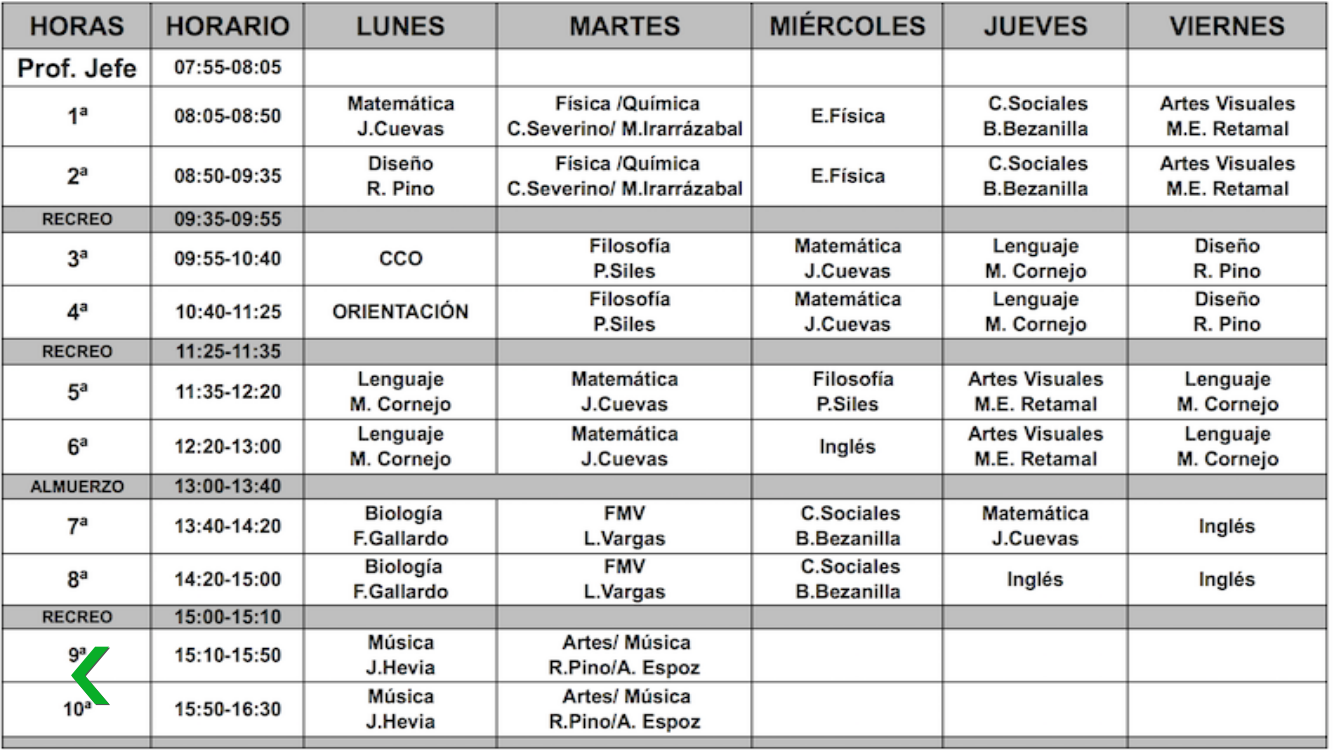 HORAS HORARIO LUNES MARTES MIÉRCOLES JUEVES VIERNES
Prof. Jefe 07:55-08:05
1ª 08:05-08:50 Matemática Física /Química E.Física C.Sociales Artes Visuales
J.Cuevas C.Severino/ M.Irarrázabal B.Bezanilla M.E. Retamal
2ª 08:50-09:35 Diseño Física /Química E.Física C.Sociales Artes Visuales
R. Pino C.Severino/ M.Irarrázabal B.Bezanilla M.E. Retamal
RECREO 09:35-09:55
3ª 09:55-10:40 CCO Filosofía Matemática Lenguaje Diseño
P.Siles J.Cuevas M. Cornejo R. Pino
4ª 10:40-11:25 ORIENTACIÓN Filosofía Matemática Lenguaje Diseño
P.Siles J.Cuevas M. Cornejo R. Pino
RECREO 11:25-11:35
5ª 11:35-12:20 Lenguaje Matemática Filosofía Artes Visuales Lenguaje
M. Cornejo J.Cuevas P.Siles M.E. Retamal M. Cornejo
6ª 12:20-13:00 Lenguaje Matemática Inglés Artes Visuales Lenguaje
M. Cornejo J.Cuevas M.E. Retamal M. Cornejo
ALMUERZO 13:00-13:40
7ª 13:40-14:20 Biología FMV C.Sociales Matemática Inglés
F.Gallardo L.Vargas B.Bezanilla J.Cuevas
8ª 14:20-15:00 Biología FMV C.Sociales Inglés Inglés
F.Gallardo L.Vargas B.Bezanilla
RECREO 15:00-15:10
9ª 15:10-15:50 Música Artes/ Música
J.Hevia R.Pino/A. Espoz
10ª 15:50-16:30 Música Artes/ Música
J.Hevia R.Pino/A. Espoz